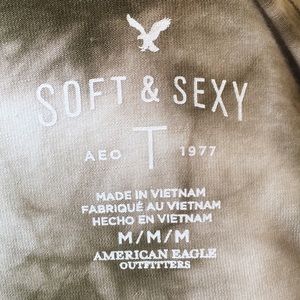 SOFT & SEXY
AEO T 1977
MADE IN VIETNAM
FABRIQUÉ AU VIETNAM
HECHO EN VIETNAM
M/M/M
AMERICAN EAGLE
OUTFITTERS